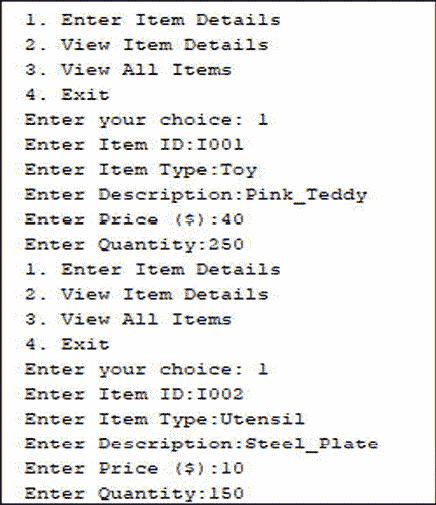 1. Enter Item Details
2. View Item Details
3. View All Items
4. Exit
Enter your choice: 1
Enter Item ID:I001
Enter Item Type:Toy
Enter Description:Pink_Teddy
Enter Price ($):40
Enter Quantity:250
1. Enter Item Details
2. View Item Details
3. View All Items
4. Exit
Enter your choice: 1
Enter Item ID:I002
Enter Item Type:Utensil
Enter Description:Steel_Plate
Enter Price ($):10
Enter Quantity:150